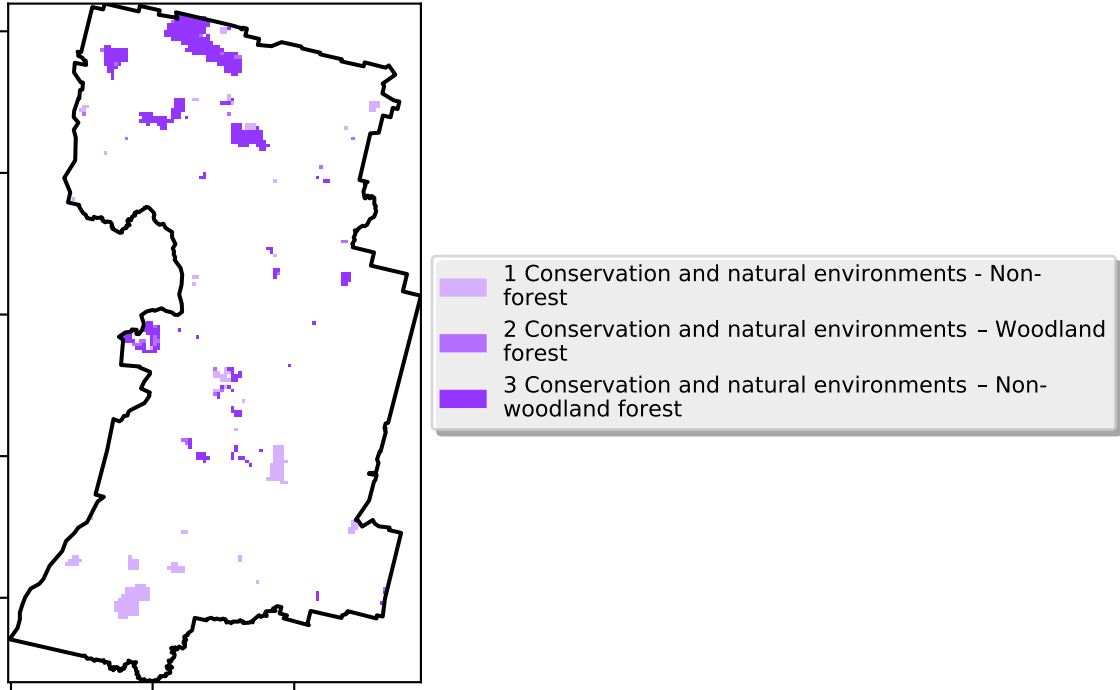 1 Conservation and natural environments - Non-
forest
2 Conservation and natural environments – Woodland
forest
3 Conservation and natural environments – Non-
woodland forest